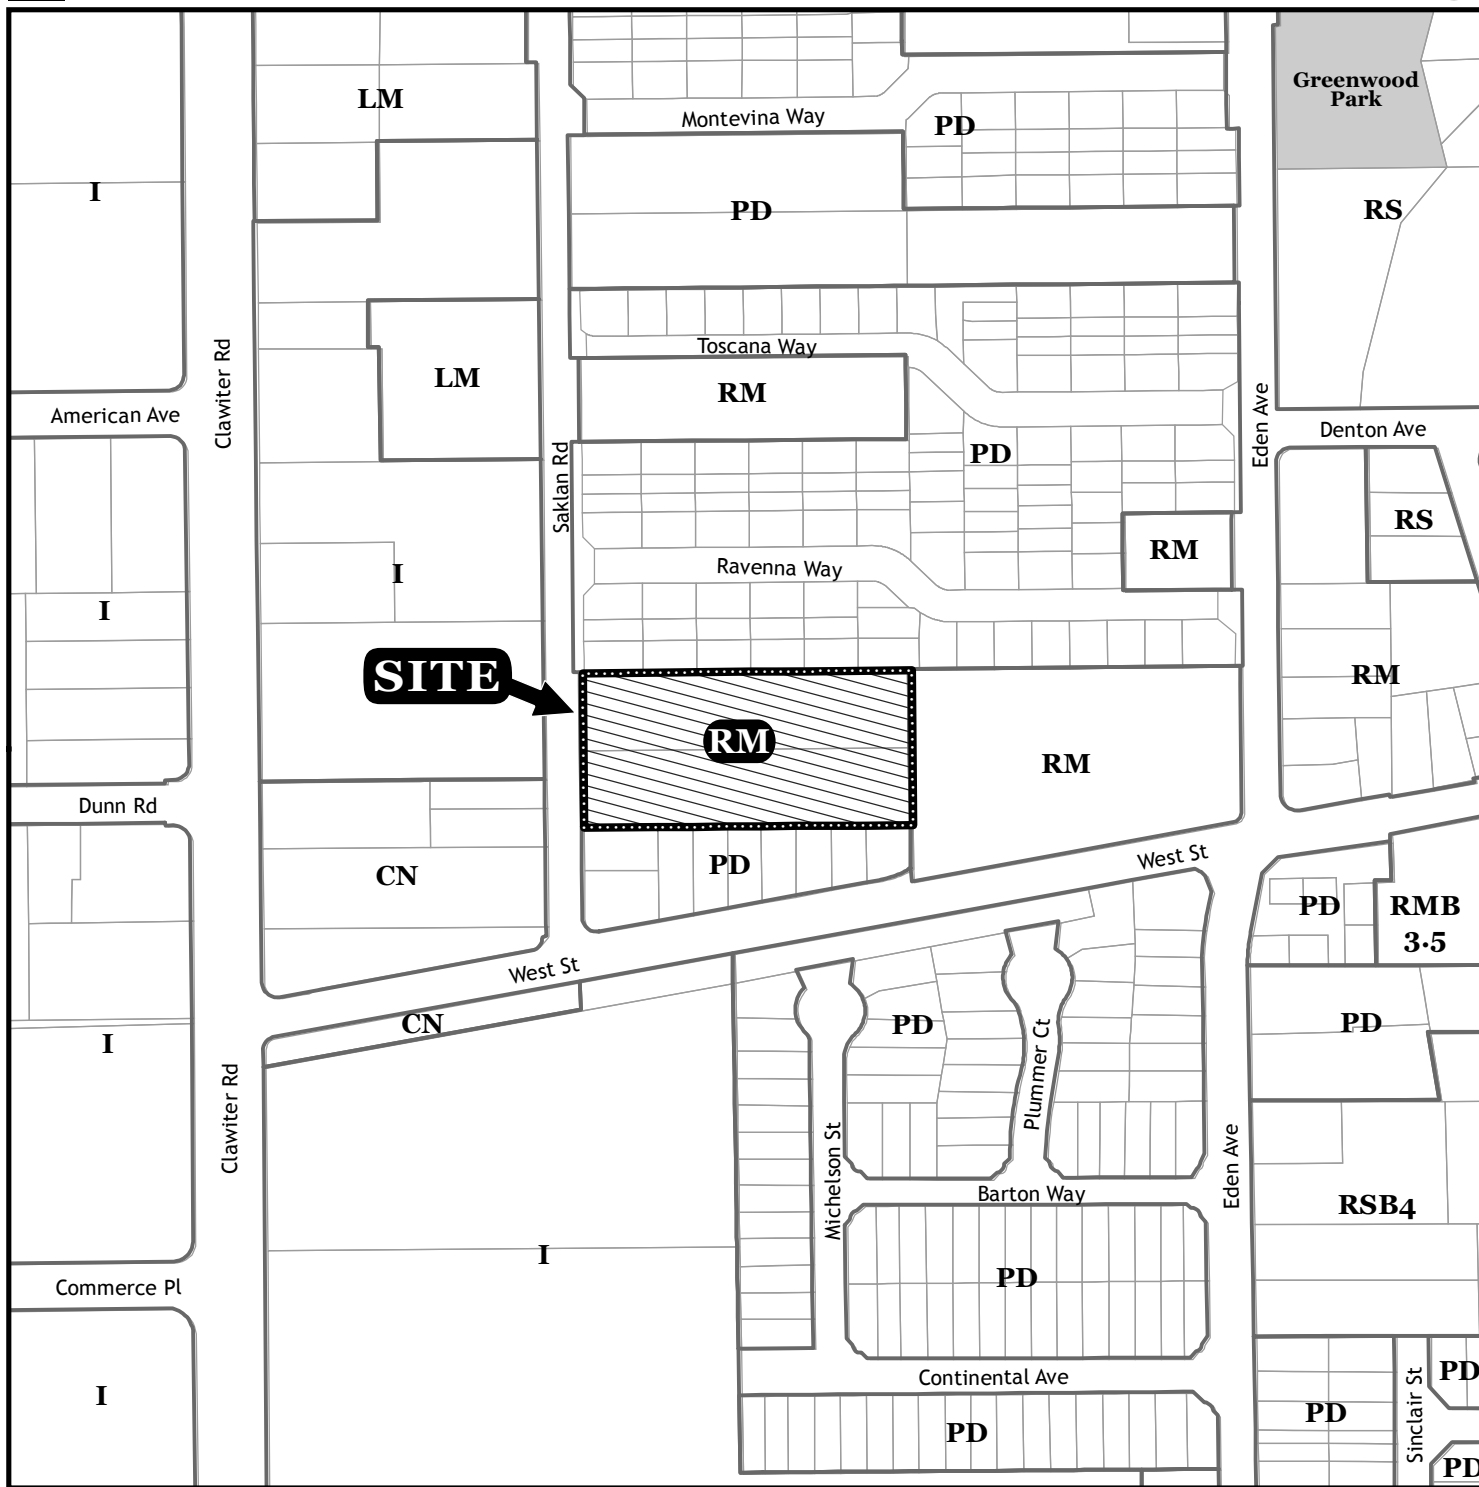 Greenwood
Park
LM
Montevina Way
PD
I
PD
RS
Clawiter Rd
Toscana Way
LM
RM
American Ave
Eden Ave
Denton Ave
Saklan Rd
PD
RS
RM
I
Ravenna Way
I
SITE
RM
RM
RM
Dunn Rd
West St
PD
CN
PD
RMB
3.5
West St
CN
PD
PD
I
Plummer Ct
Clawiter Rd
Michelson St
Eden Ave
Barton Way
RSB4
I
PD
Commerce Pl
Continental Ave
PD
I
PD
Sinclair St
PD
PD